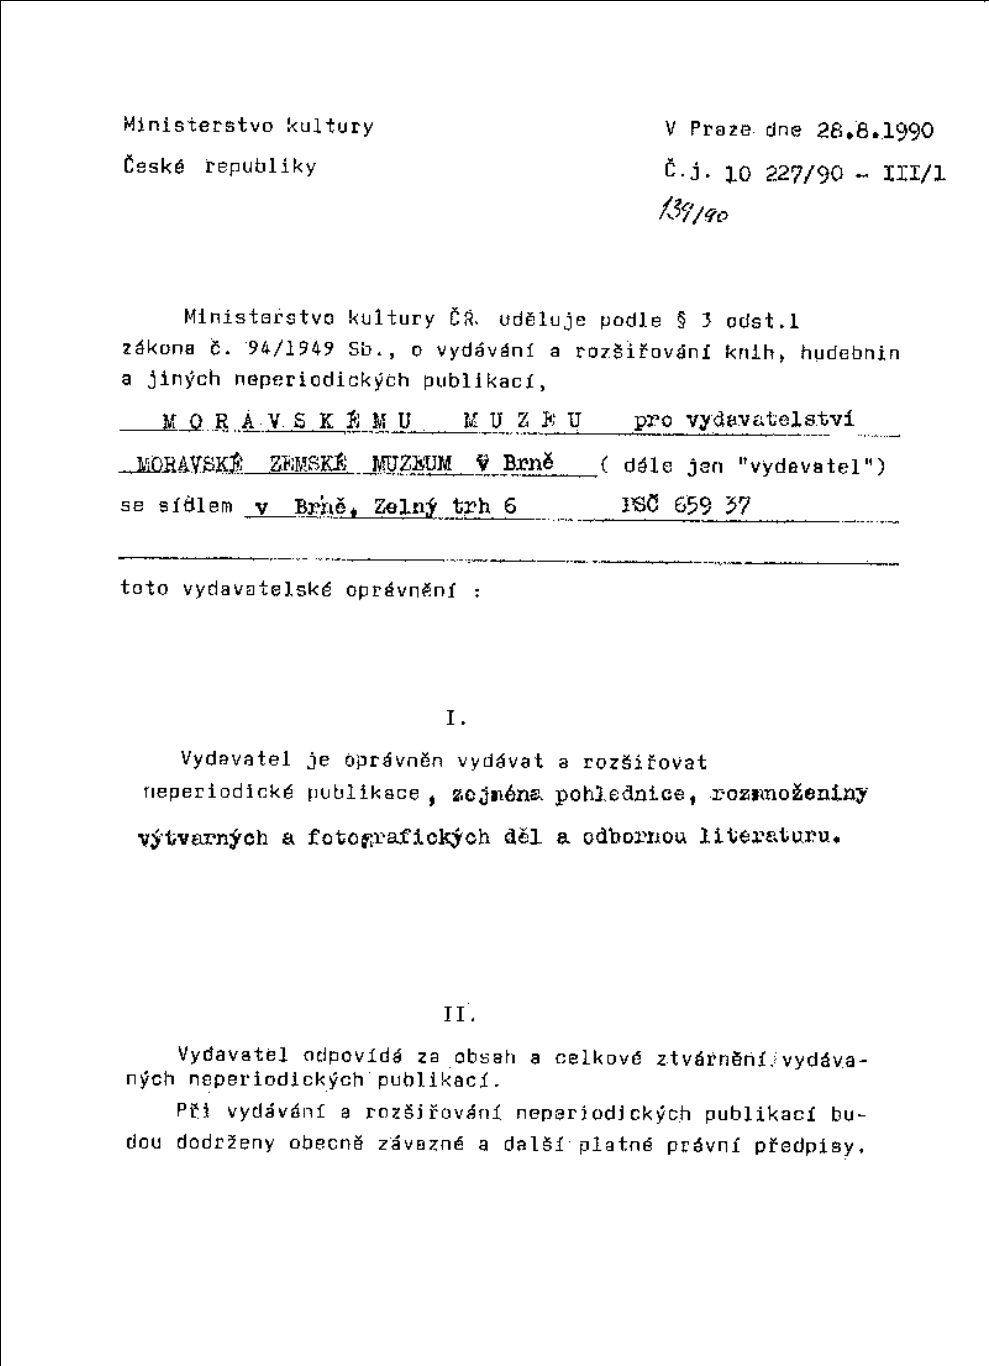 Ministerstvo kultury
České republiky
V Praze dne 28.8.1990
Č.j. 10 227/90 - III/1
139/90
Ministerstvo kultury ČR uděluje podle § 3 odst.1
zákona č. 94/1949 Sb., o vydávání a rozšiřování knih, hudebnin
a jiných neperiodických publikací,
M O R A V S K É M U   M U Z E U   pro vydavatelství
MORAVSKÉ ZEMSKÉ MUZEUM V Brně ( dále jen "vydavatel")
se sídlem v Brně, Zelný trh 6 PSČ 659 37
toto vydavatelské oprávnění :
I.
Vydavatel je oprávněn vydávat a rozšiřovat
neperiodické publikace, zejména pohlednice, rozmnoženiny
výtvarných a fotografických děl a odbornou literaturu.
II.
Vydavatel odpovídá za obsah a celkové ztvárnění vydáva-
ných neperiodických publikací.
Při vydávání a rozšiřování neperiodických publikací bu-
dou dodrženy obecně závazné a další platné právní předpisy.